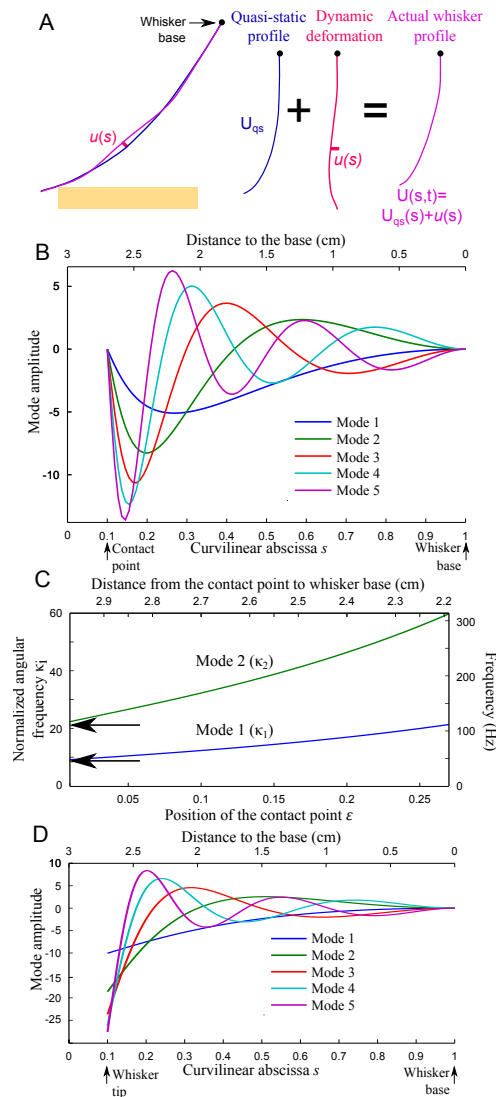 A
Whisker
base
Quasi-static
profile
Dynamic
deformation
Actual whisker
profile
u(s)
U_qs
+
u(s)
=
U(s,t)=
U_qs(s)+u(s)
B
Distance to the base (cm)
3 2.5 2 1.5 1 0.5 0
Mode amplitude
5
0
-5
-10
Mode 1
Mode 2
Mode 3
Mode 4
Mode 5
0 0.1 0.2 0.3 0.4 0.5 0.6 0.7 0.8 0.9 1
Contact
point
Curvilinear abscissa s
Whisker
base
C
Distance from the contact point to whisker base (cm)
2.9 2.8 2.7 2.6 2.5 2.4 2.3 2.2
Normalized angular
frequency κi
60
40
20
0
Mode 2 (κ2)
Mode 1 (κ1)
300
200
100
0
Frequency
(Hz)
0.05 0.1 0.15 0.2 0.25
Position of the contact point ε
D
Distance to the base (cm)
3 2.5 2 1.5 1 0.5 0
Mode amplitude
10
10
5
0
-5
-10
-15
-20
-25
Mode 1
Mode 2
Mode 3
Mode 4
Mode 5
0 0.1 0.2 0.3 0.4 0.5 0.6 0.7 0.8 0.9 1
Whisker
tip
Curvilinear abscissa s
Whisker
base